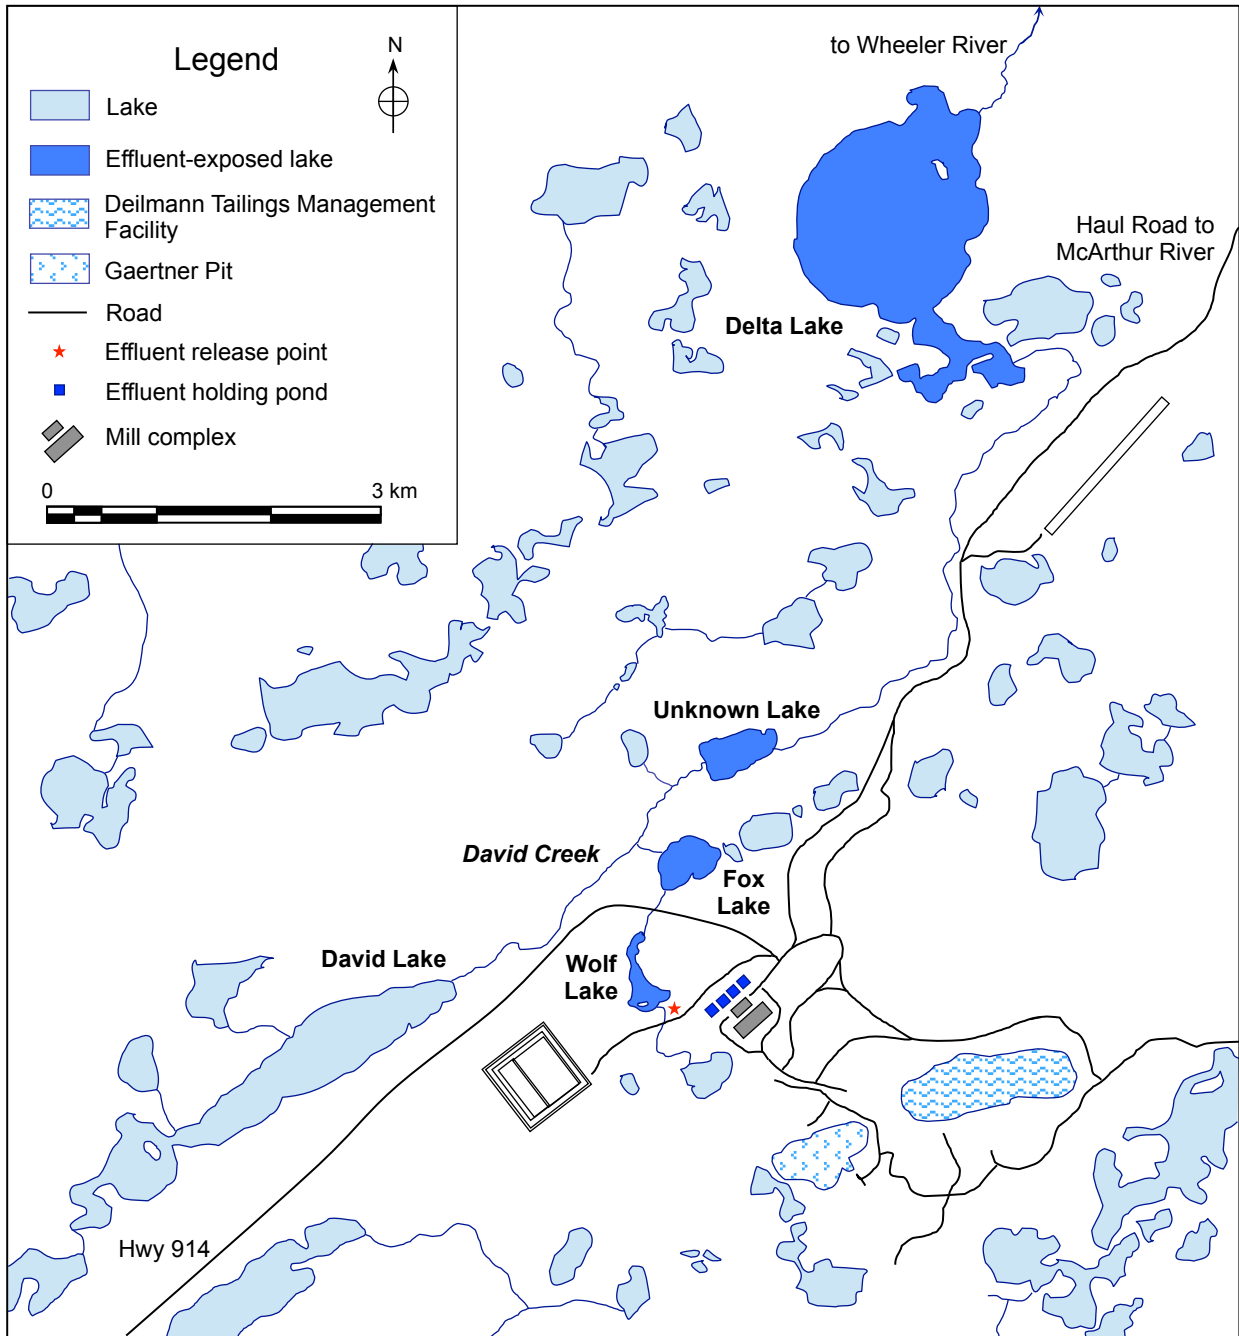 Legend
N
Lake
Effluent-exposed lake
Deilmann Tailings Management
Facility
Gaertner Pit
Road
Effluent release point
Effluent holding pond
Mill complex
0 3 km
to Wheeler River
Haul Road to
McArthur River
Delta Lake
Unknown Lake
David Creek
Fox
Lake
David Lake
Wolf
Lake
Hwy 914